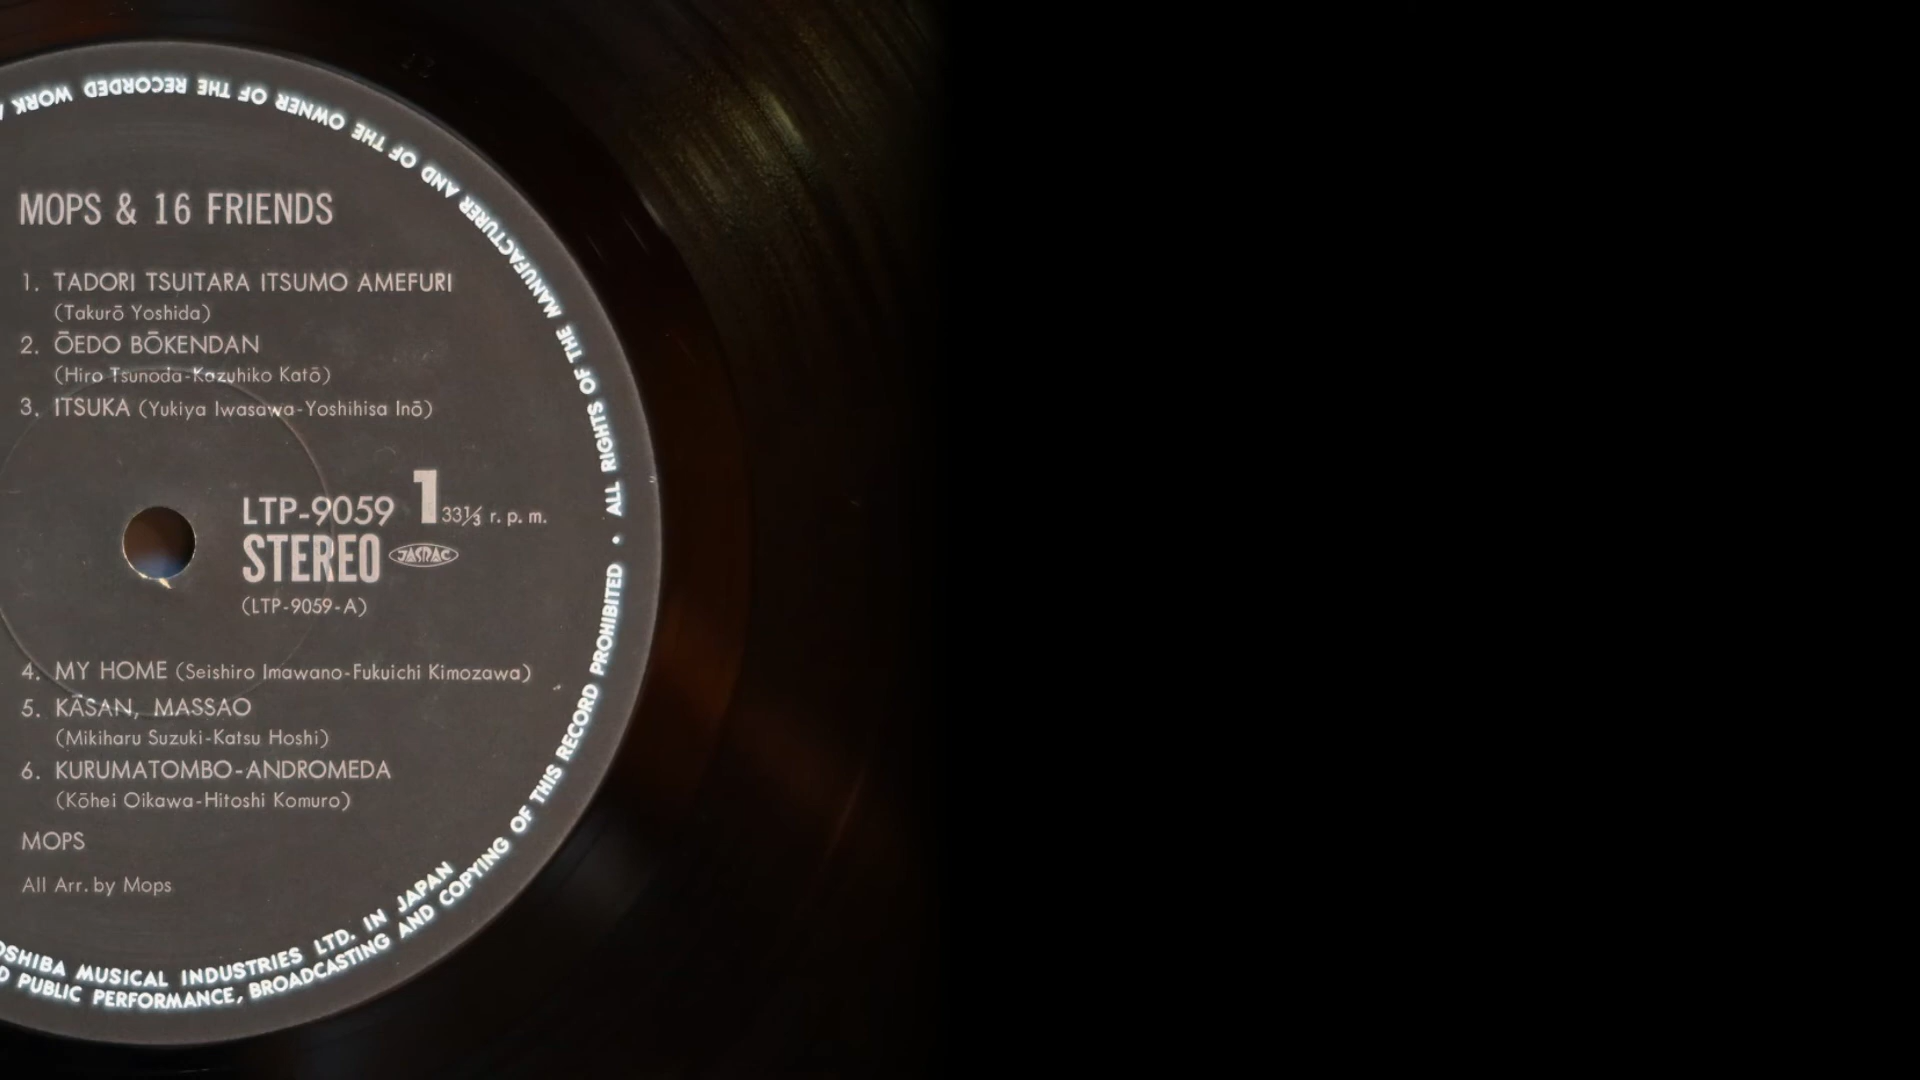 MOPS & 16 FRIENDS
1. TADORI TSUITARA ITSUMO AMEFURI
(Takurō Yoshida)
2. ŌEDO BŌKENDAN
(Hiro Tsunoda-Kazuhiko Katō)
3. ITSUKA (Yukiya Iwasawa-Yoshihisa Inō)
LTP-9059 1 33⅓ r. p. m.
STEREO JASRAC
(LTP-9059-A)
4. MY HOME (Seishiro Imawano-Fukuichi Kimozawa)
5. KĀSAN, MASSAO
(Mikiharu Suzuki-Katsu Hoshi)
6. KURUMATOMBO-ANDROMEDA
(Kōhei Oikawa-Hitoshi Komuro)
MOPS
All Arr. by Mops
OSHIBA MUSICAL INDUSTRIES LTD. IN JAPAN
ALL RIGHTS OF THE MANUFACTURER AND OF THE OWNER OF THE RECORDED WORK
PUBLIC PERFORMANCE, BROADCASTING AND COPYING OF THIS RECORD PROHIBITED •